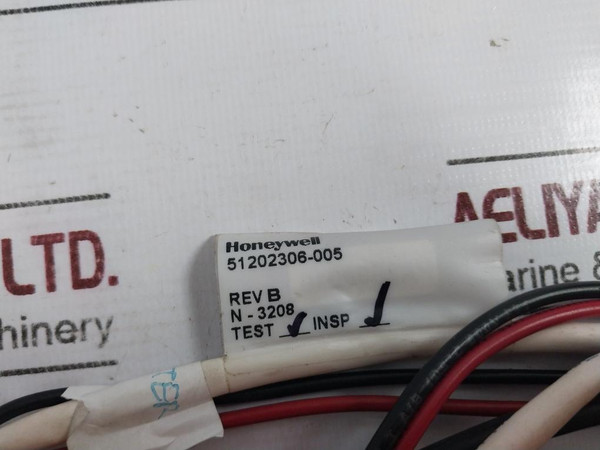 LTD.
AELIYA
hinery
arine &
Honeywell
51202306-005
REV B
N - 3208
TEST INSP